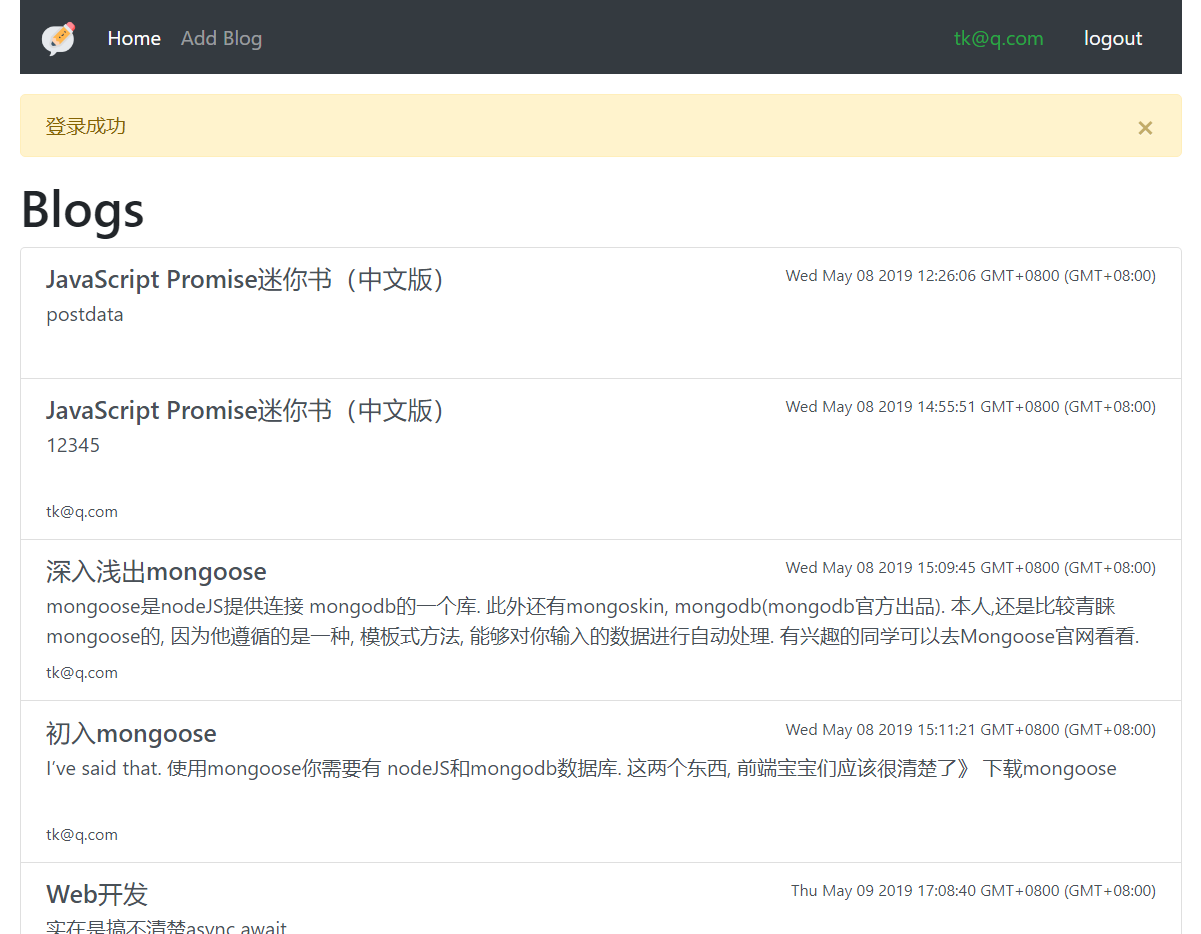 Home Add Blog tk@q.com logout
登录成功 ×
Blogs
JavaScript Promise迷你书（中文版） Wed May 08 2019 12:26:06 GMT+0800 (GMT+08:00)
postdata
JavaScript Promise迷你书（中文版） Wed May 08 2019 14:55:51 GMT+0800 (GMT+08:00)
12345
tk@q.com
深入浅出mongoose Wed May 08 2019 15:09:45 GMT+0800 (GMT+08:00)
mongoose是nodeJS提供连接 mongodb的一个库. 此外还有mongoskin, mongodb(mongodb官方出品). 本人,还是比较青睐
mongoose的, 因为他遵循的是一种, 模板式方法, 能够对你输入的数据进行自动处理. 有兴趣的同学可以去Mongoose官网看看.
tk@q.com
初入mongoose Wed May 08 2019 15:11:21 GMT+0800 (GMT+08:00)
I’ve said that. 使用mongoose你需要有 nodeJS和mongodb数据库. 这两个东西, 前端宝宝们应该很清楚了》 下载mongoose
tk@q.com
Web开发 Thu May 09 2019 17:08:40 GMT+0800 (GMT+08:00)
实在是搞不清楚async await